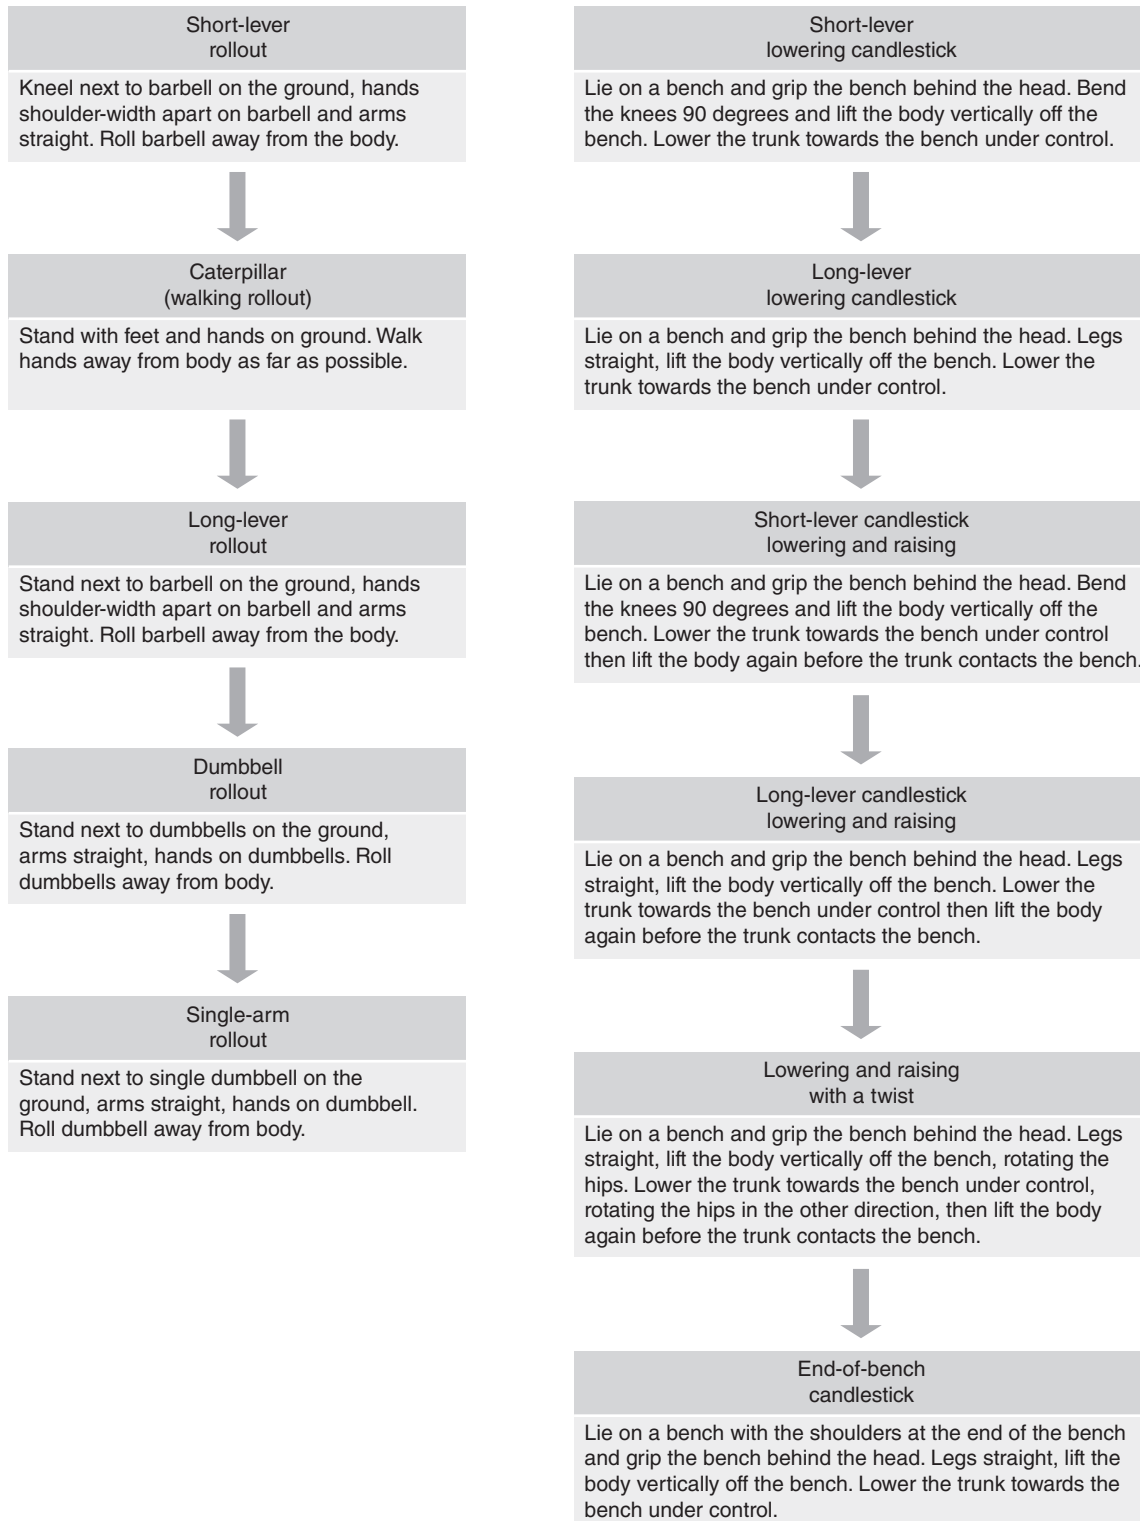 Short-lever
rollout
Kneel next to barbell on the ground, hands
shoulder-width apart on barbell and arms
straight. Roll barbell away from the body.
Caterpillar
(walking rollout)
Stand with feet and hands on ground. Walk
hands away from body as far as possible.
Long-lever
rollout
Stand next to barbell on the ground, hands
shoulder-width apart on barbell and arms
straight. Roll barbell away from the body.
Dumbbell
rollout
Stand next to dumbbells on the ground,
arms straight, hands on dumbbells. Roll
dumbbells away from body.
Single-arm
rollout
Stand next to single dumbbell on the
ground, arms straight, hands on dumbbell.
Roll dumbbell away from body.
Short-lever
lowering candlestick
Lie on a bench and grip the bench behind the head. Bend
the knees 90 degrees and lift the body vertically off the
bench. Lower the trunk towards the bench under control.
Long-lever
lowering candlestick
Lie on a bench and grip the bench behind the head. Legs
straight, lift the body vertically off the bench. Lower the
trunk towards the bench under control.
Short-lever candlestick
lowering and raising
Lie on a bench and grip the bench behind the head. Bend
the knees 90 degrees and lift the body vertically off the
bench. Lower the trunk towards the bench under control
then lift the body again before the trunk contacts the bench.
Long-lever candlestick
lowering and raising
Lie on a bench and grip the bench behind the head. Legs
straight, lift the body vertically off the bench. Lower the
trunk towards the bench under control then lift the body
again before the trunk contacts the bench.
Lowering and raising
with a twist
Lie on a bench and grip the bench behind the head. Legs
straight, lift the body vertically off the bench, rotating the
hips. Lower the trunk towards the bench under control,
rotating the hips in the other direction, then lift the body
again before the trunk contacts the bench.
End-of-bench
candlestick
Lie on a bench with the shoulders at the end of the bench
and grip the bench behind the head. Legs straight, lift the
body vertically off the bench. Lower the trunk towards the
bench under control.